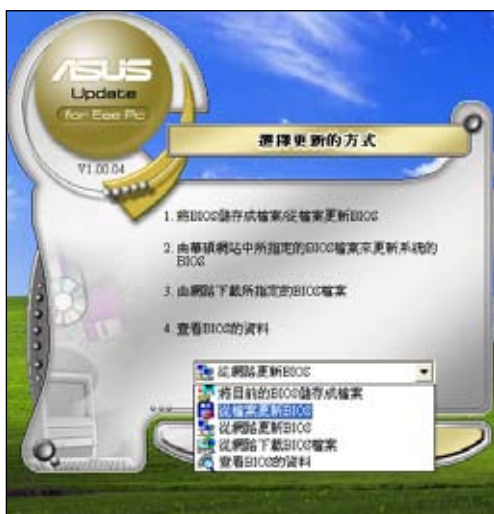 ASUS
Update
for Eee Pc
V1.00.04
選擇更新的方式
1. 將BIOS儲存成檔案/從檔案更新BIOS
2. 由華碩網站中所指定的BIOS檔案來更新系統的
BIOS
3. 由網路下載所指定的BIOS檔案
4. 查看BIOS的資料
從網路更新BIOS
將目前的BIOS儲存成檔案
從檔案更新BIOS
從網路更新BIOS
從網路下載BIOS檔案
查看BIOS的資料